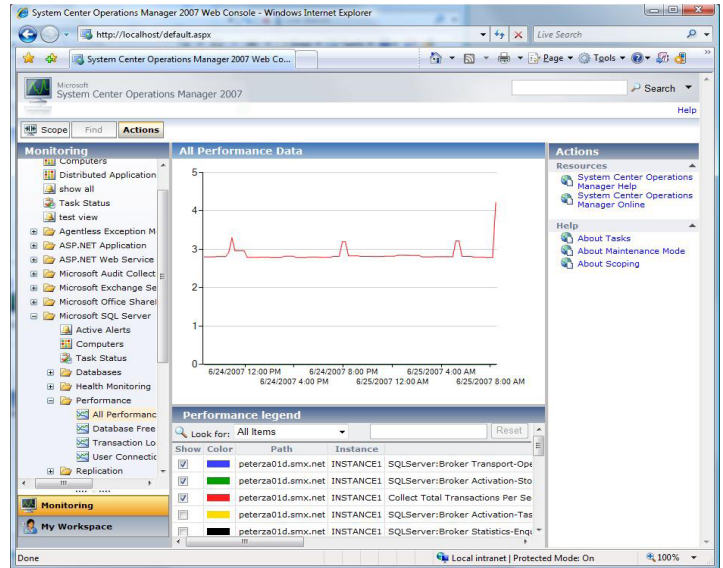 System Center Operations Manager 2007 Web Console - Windows Internet Explorer
http://localhost/default.aspx
Live Search
System Center Operations Manager 2007 Web Co...
Page
Tools
Microsoft
System Center Operations Manager 2007
Search
Help
Scope
Find
Actions
Monitoring
Computers
Distributed Application
show all
Task Status
test view
Agentless Exception M
ASP.NET Application
ASP.NET Web Service
Microsoft Audit Collect
Microsoft Exchange Se
Microsoft Office Sharel
Microsoft SQL Server
Active Alerts
Computers
Task Status
Databases
Health Monitoring
Performance
All Performanc
Database Free
Transaction Lo
User Connectic
Replication
Monitoring
My Workspace
All Performance Data
5
4
3
2
1
0
6/24/2007 12:00 PM 6/24/2007 8:00 PM 6/25/2007 4:00 AM
6/24/2007 4:00 PM 6/25/2007 12:00 AM 6/25/2007 8:00 AM
Performance legend
Look for: All Items Reset
Show Color Path Instance
peterza01d.smx.net INSTANCE1 SQLServer:Broker Transport-Ope
peterza01d.smx.net INSTANCE1 SQLServer:Broker Activation-Sto
peterza01d.smx.net INSTANCE1 Collect Total Transactions Per Se
peterza01d.smx.net INSTANCE1 SQLServer:Broker Activation-Tas
peterza01d.smx.net INSTANCE1 SQLServer:Broker Statistics-Enqu
Actions
Resources
System Center Operations
Manager Help
System Center Operations
Manager Online
Help
About Tasks
About Maintenance Mode
About Scoping
Done
Local intranet | Protected Mode: On
100%